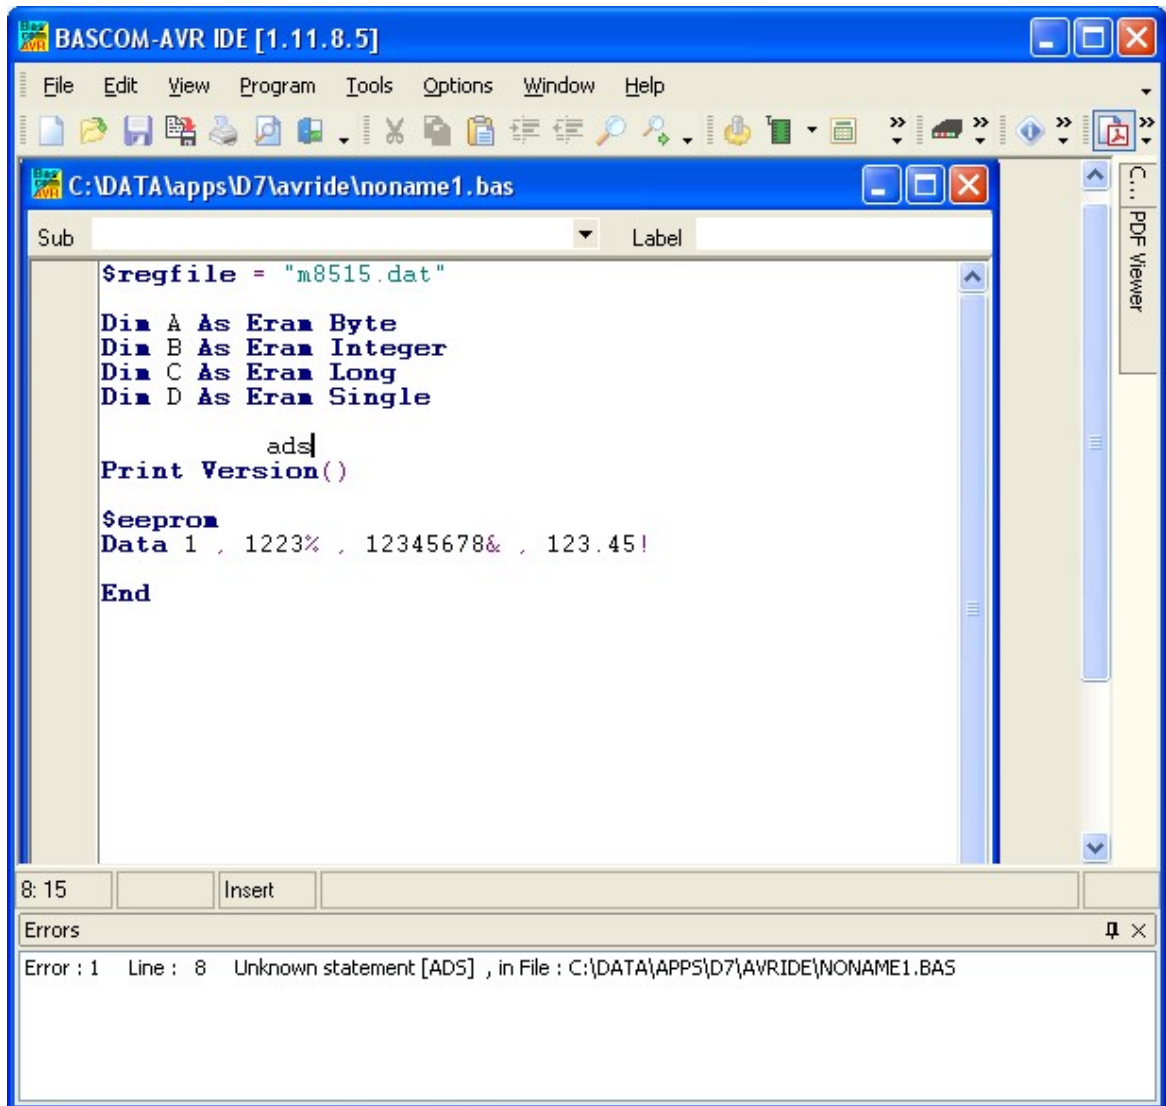 BASCOM-AVR IDE [1.11.8.5]
File Edit View Program Tools Options Window Help
C:\DATA\apps\D7\avride\noname1.bas
Sub Label
$regfile = "m8515.dat"
Dim A As Eram Byte
Dim B As Eram Integer
Dim C As Eram Long
Dim D As Eram Single
ads
Print Version()
$eeprom
Data 1 , 1223% , 12345678& , 123.45!
End
C... PDF Viewer
8: 15 Insert
Errors
Error : 1 Line : 8 Unknown statement [ADS] , in File : C:\DATA\APPS\D7\AVRIDE\NONAME1.BAS